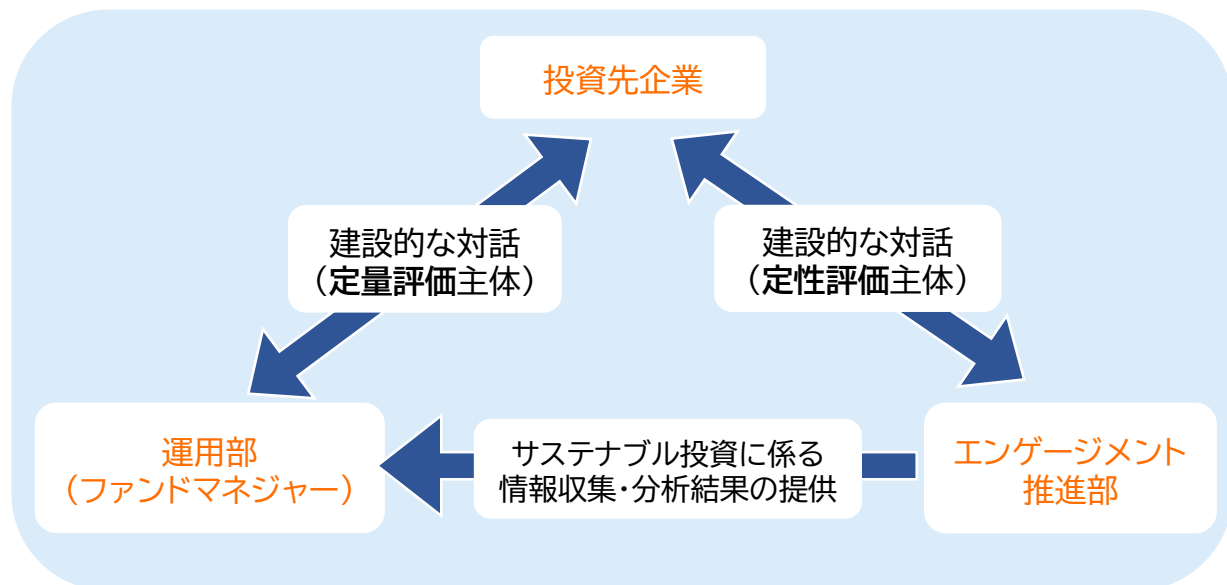 投資先企業
建設的な対話
（定量評価主体）
建設的な対話
（定性評価主体）
運用部
（ファンドマネジャー）
サステナブル投資に係る
情報収集・分析結果の提供
エンゲージメント
推進部